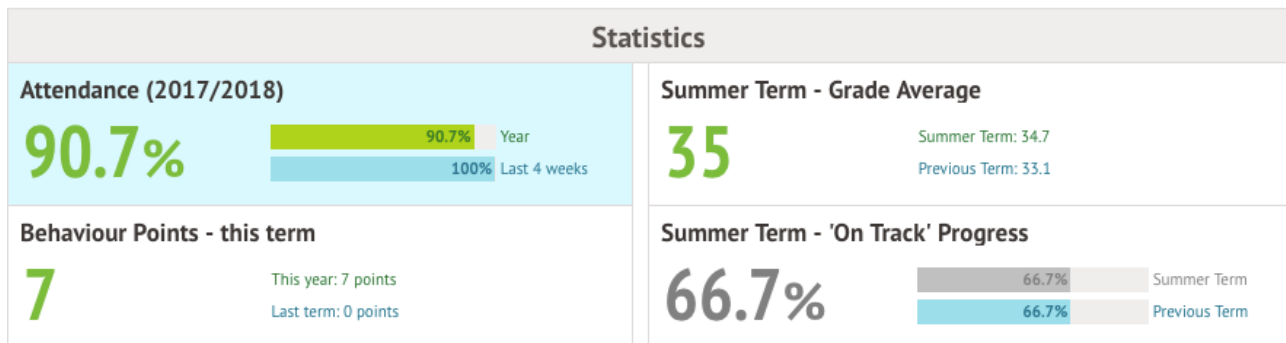 Statistics
Attendance (2017/2018)
90.7%
90.7% Year
100% Last 4 weeks
Summer Term - Grade Average
35
Summer Term: 34.7
Previous Term: 33.1
Behaviour Points - this term
7
This year: 7 points
Last term: 0 points
Summer Term - 'On Track' Progress
66.7%
66.7% Summer Term
66.7% Previous Term